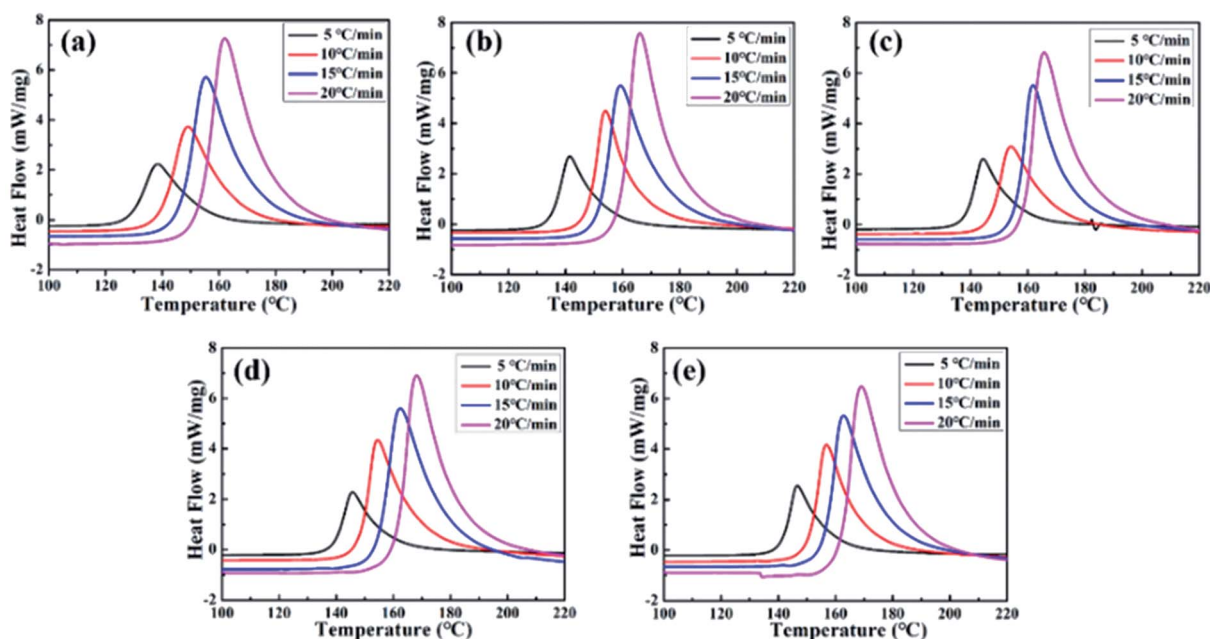 (a)
5 °C/min
10°C/min
15°C/min
20°C/min
Heat Flow (mW/mg)
8
6
4
2
0
-2
100 120 140 160 180 200 220
Temperature (°C)
(b)
5 °C/min
10°C/min
15°C/min
20°C/min
Heat Flow (mW/mg)
8
6
4
2
0
-2
100 120 140 160 180 200 220
Temperature (°C)
(c)
5 °C/min
10°C/min
15°C/min
20°C/min
Heat Flow (mW/mg)
8
6
4
2
0
-2
100 120 140 160 180 200 220
Temperature (°C)
(d)
5 °C/min
10°C/min
15°C/min
20°C/min
Heat Flow (mW/mg)
8
6
4
2
0
-2
100 120 140 160 180 200 220
Temperature (°C)
(e)
5 °C/min
10°C/min
15°C/min
20°C/min
Heat Flow (mW/mg)
8
6
4
2
0
-2
100 120 140 160 180 200 220
Temperature (°C)